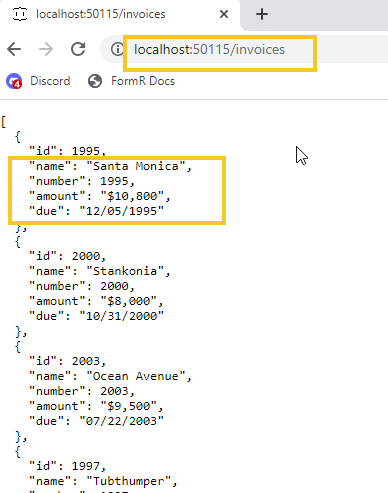 localhost:50115/invoices
localhost:50115/invoices
4
Discord
FormR Docs
[
{
"id": 1995,
"name": "Santa Monica",
"number": 1995,
"amount": "$10,800",
"due": "12/05/1995"
},
{
"id": 2000,
"name": "Stankonia",
"number": 2000,
"amount": "$8,000",
"due": "10/31/2000"
},
{
"id": 2003,
"name": "Ocean Avenue",
"number": 2003,
"amount": "$9,500",
"due": "07/22/2003"
},
{
"id": 1997,
"name": "Tubthumper",